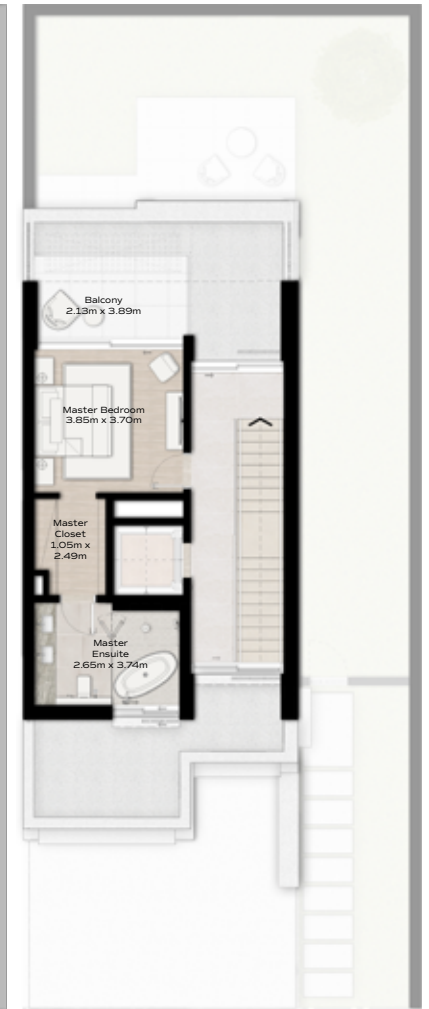 Balcony
2.13m x 3.89m
Master Bedroom
3.85m x 3.70m
Master
Closet
1.05m x
2.49m
Master
Ensuite
2.65m x 3.74m